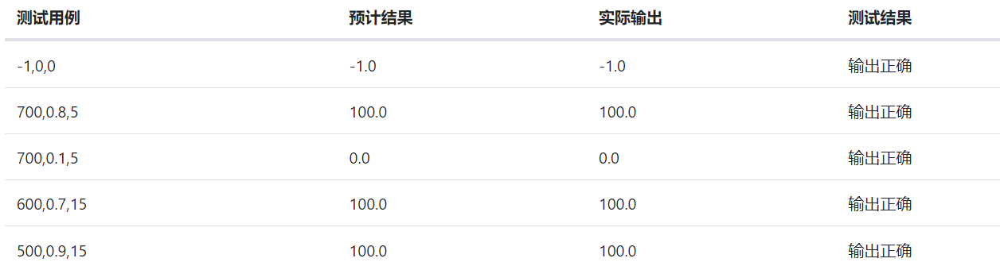 测试用例 预计结果 实际输出 测试结果
-1,0,0 -1.0 -1.0 输出正确
700,0.8,5 100.0 100.0 输出正确
700,0.1,5 0.0 0.0 输出正确
600,0.7,15 100.0 100.0 输出正确
500,0.9,15 100.0 100.0 输出正确